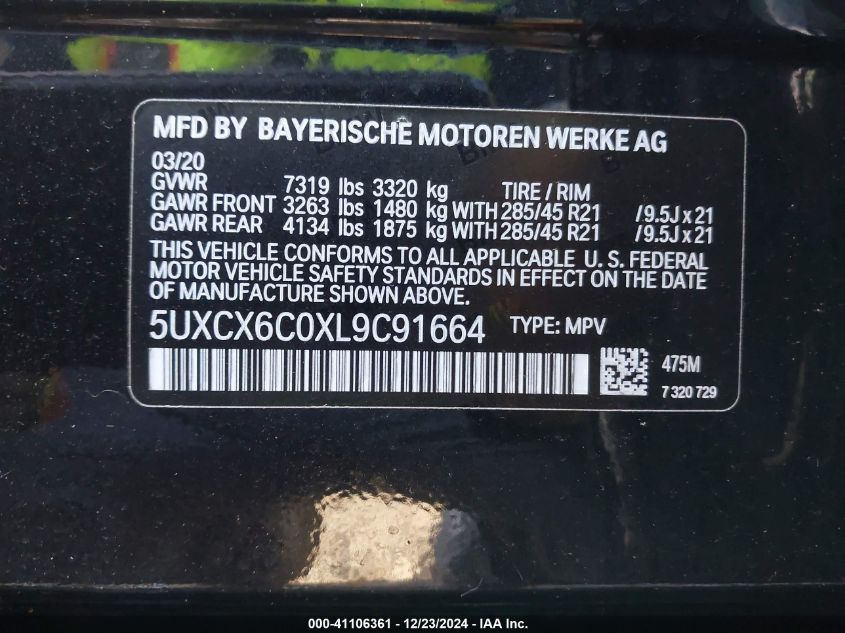 MFD BY BAYERISCHE MOTOREN WERKE AG
03/20
GVWR 7319 lbs 3320 kg TIRE / RIM
GAWR FRONT 3263 lbs 1480 kg WITH 285/45 R21 /9.5J x 21
GAWR REAR 4134 lbs 1875 kg WITH 285/45 R21 /9.5J x 21
THIS VEHICLE CONFORMS TO ALL APPLICABLE U. S. FEDERAL
MOTOR VEHICLE SAFETY STANDARDS IN EFFECT ON THE DATE
OF MANUFACTURE SHOWN ABOVE.
5UXCX6C0XL9C91664 TYPE: MPV
475M
7 320 729
000-41106361 - 12/23/2024 - IAA Inc.